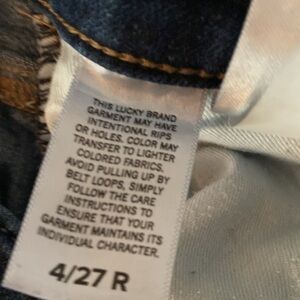 THIS LUCKY BRAND
GARMENT MAY HAVE
INTENTIONAL RIPS
OR HOLES. COLOR MAY
TRANSFER TO LIGHTER
COLORED FABRICS.
AVOID PULLING UP BY
BELT LOOPS, SIMPLY
FOLLOW THE CARE
INSTRUCTIONS TO
ENSURE THAT YOUR
GARMENT MAINTAINS ITS
INDIVIDUAL CHARACTER.
4/27 R